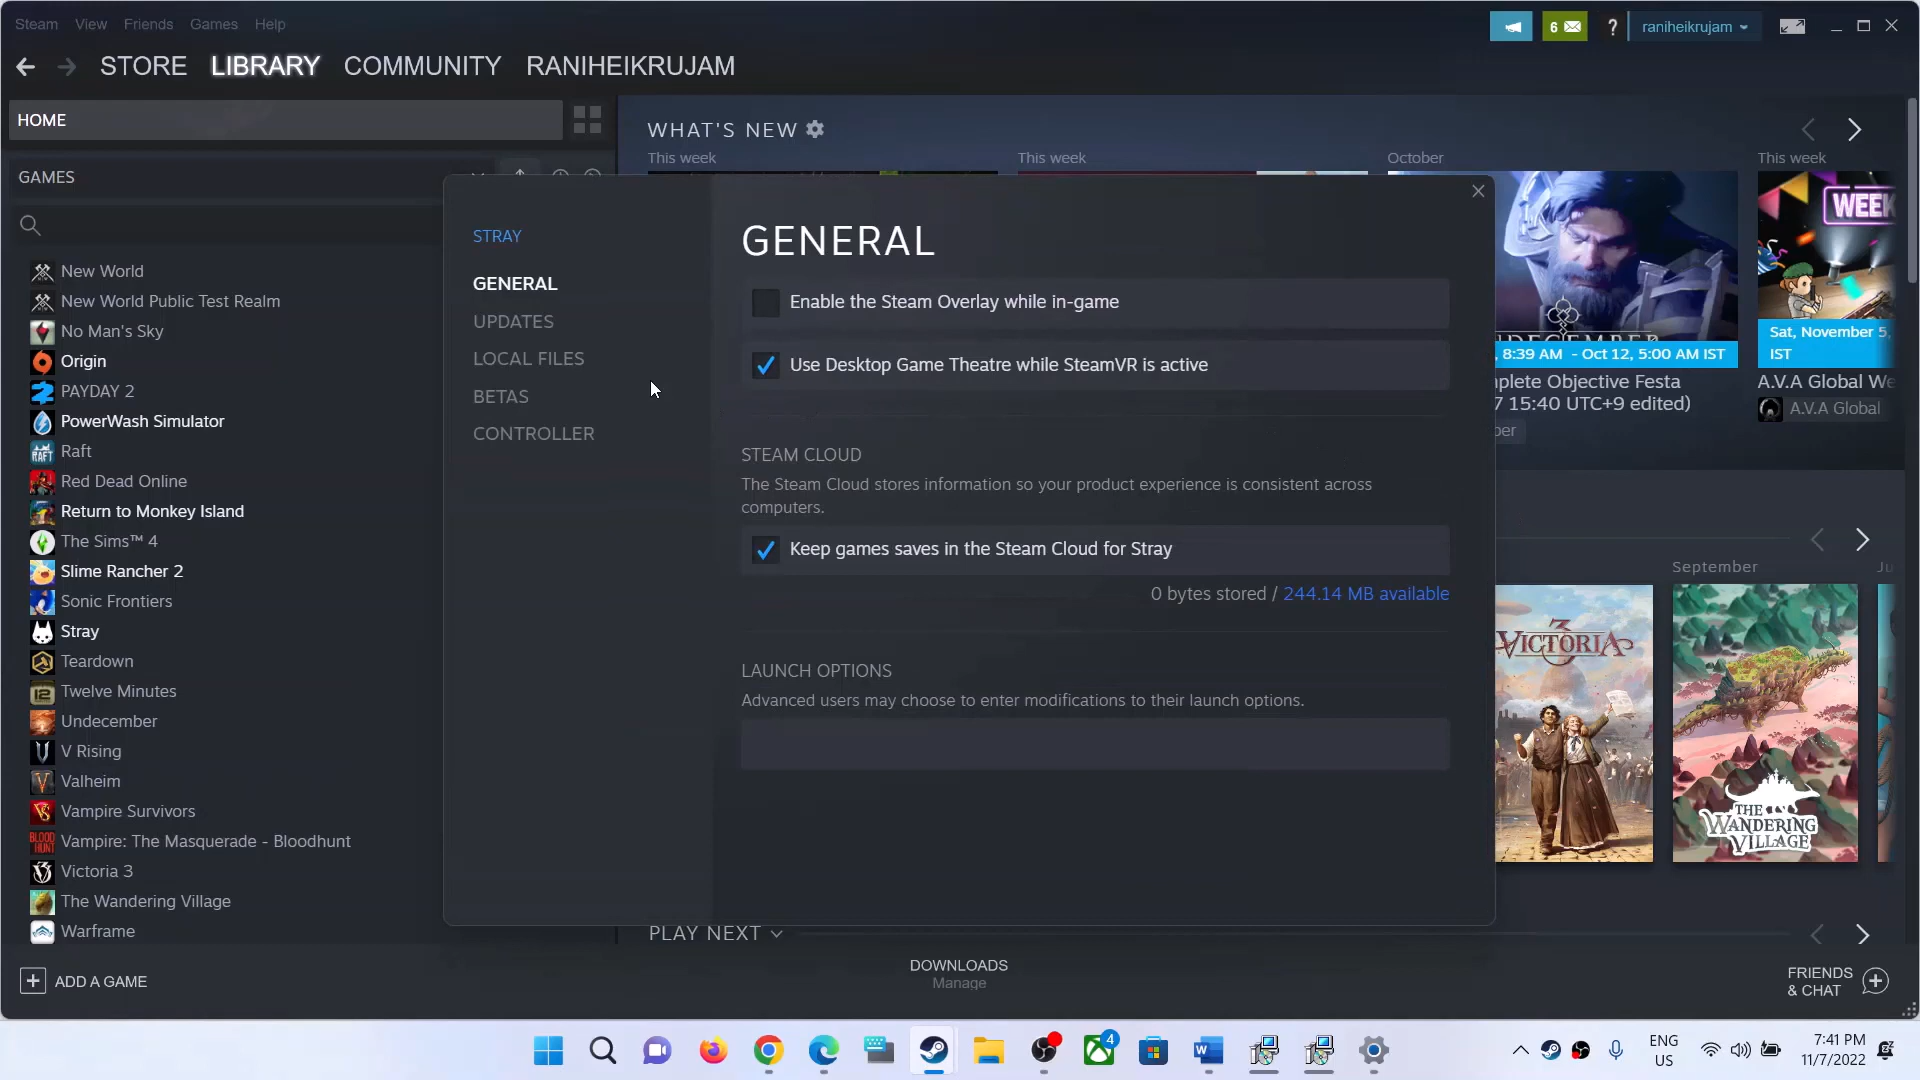 Steam View Friends Games Help
6
?
raniheikrujam
STORE LIBRARY COMMUNITY RANIHEIKRUJAM
HOME
GAMES
New World
New World Public Test Realm
No Man's Sky
Origin
PAYDAY 2
PowerWash Simulator
Raft
Red Dead Online
Return to Monkey Island
The Sims™ 4
Slime Rancher 2
Sonic Frontiers
Stray
Teardown
Twelve Minutes
Undecember
V Rising
Valheim
Vampire Survivors
Vampire: The Masquerade - Bloodhunt
Victoria 3
The Wandering Village
Warframe
ADD A GAME
WHAT'S NEW
This week
This week
October
This week
WEEK
8:39 AM - Oct 12, 5:00 AM IST
Sat, November 5,
IST
mplete Objective Festa
7 15:40 UTC+9 edited)
A.V.A Global We
A.V.A Global
STRAY
GENERAL
UPDATES
LOCAL FILES
BETAS
CONTROLLER
GENERAL
Enable the Steam Overlay while in-game
Use Desktop Game Theatre while SteamVR is active
STEAM CLOUD
The Steam Cloud stores information so your product experience is consistent across
computers.
Keep games saves in the Steam Cloud for Stray
0 bytes stored / 244.14 MB available
LAUNCH OPTIONS
Advanced users may choose to enter modifications to their launch options.
September
Ju
VICTORIA
3
THE
WANDERING
VILLAGE
PLAY NEXT
DOWNLOADS
Manage
FRIENDS
& CHAT
4
ENG
US
7:41 PM
11/7/2022